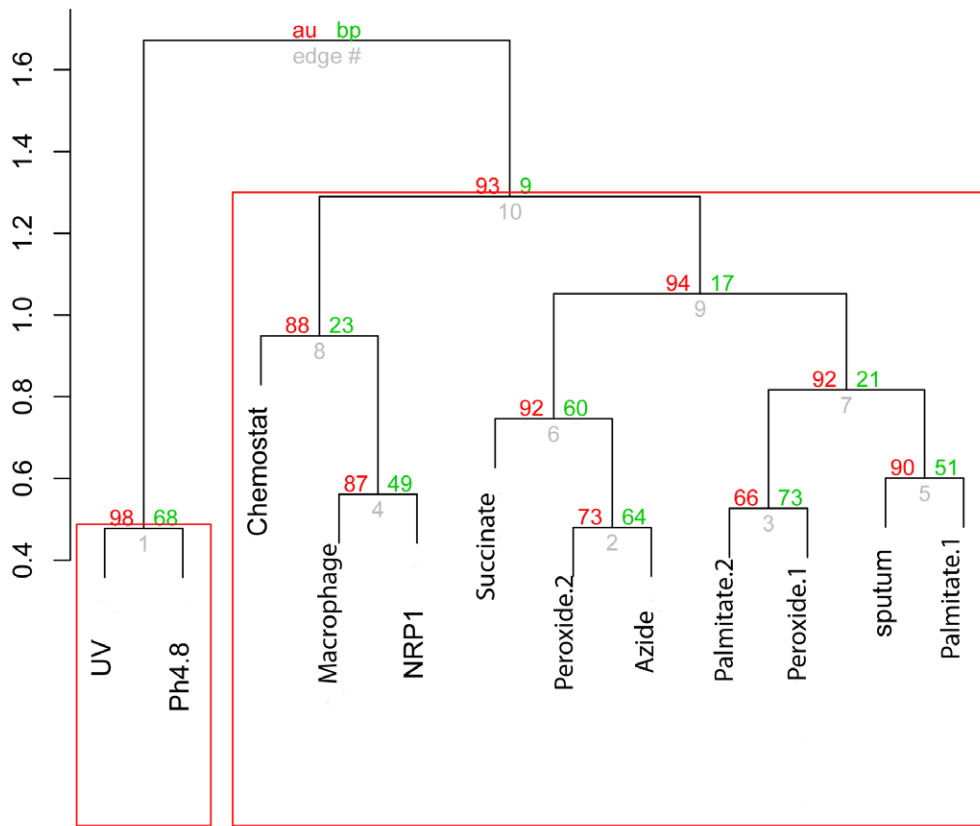 au bp
edge #
1.6
1.4
1.2
1.0
0.8
0.6
0.4
93 9
10
94 17
9
88 23
8
92 21
7
92 60
6
90 51
5
87 49
4
66 73
3
73 64
2
98 68
1
UV
Ph4.8
Chemostat
Macrophage
NRP1
Succinate
Peroxide.2
Azide
Palmitate.2
Peroxide.1
sputum
Palmitate.1